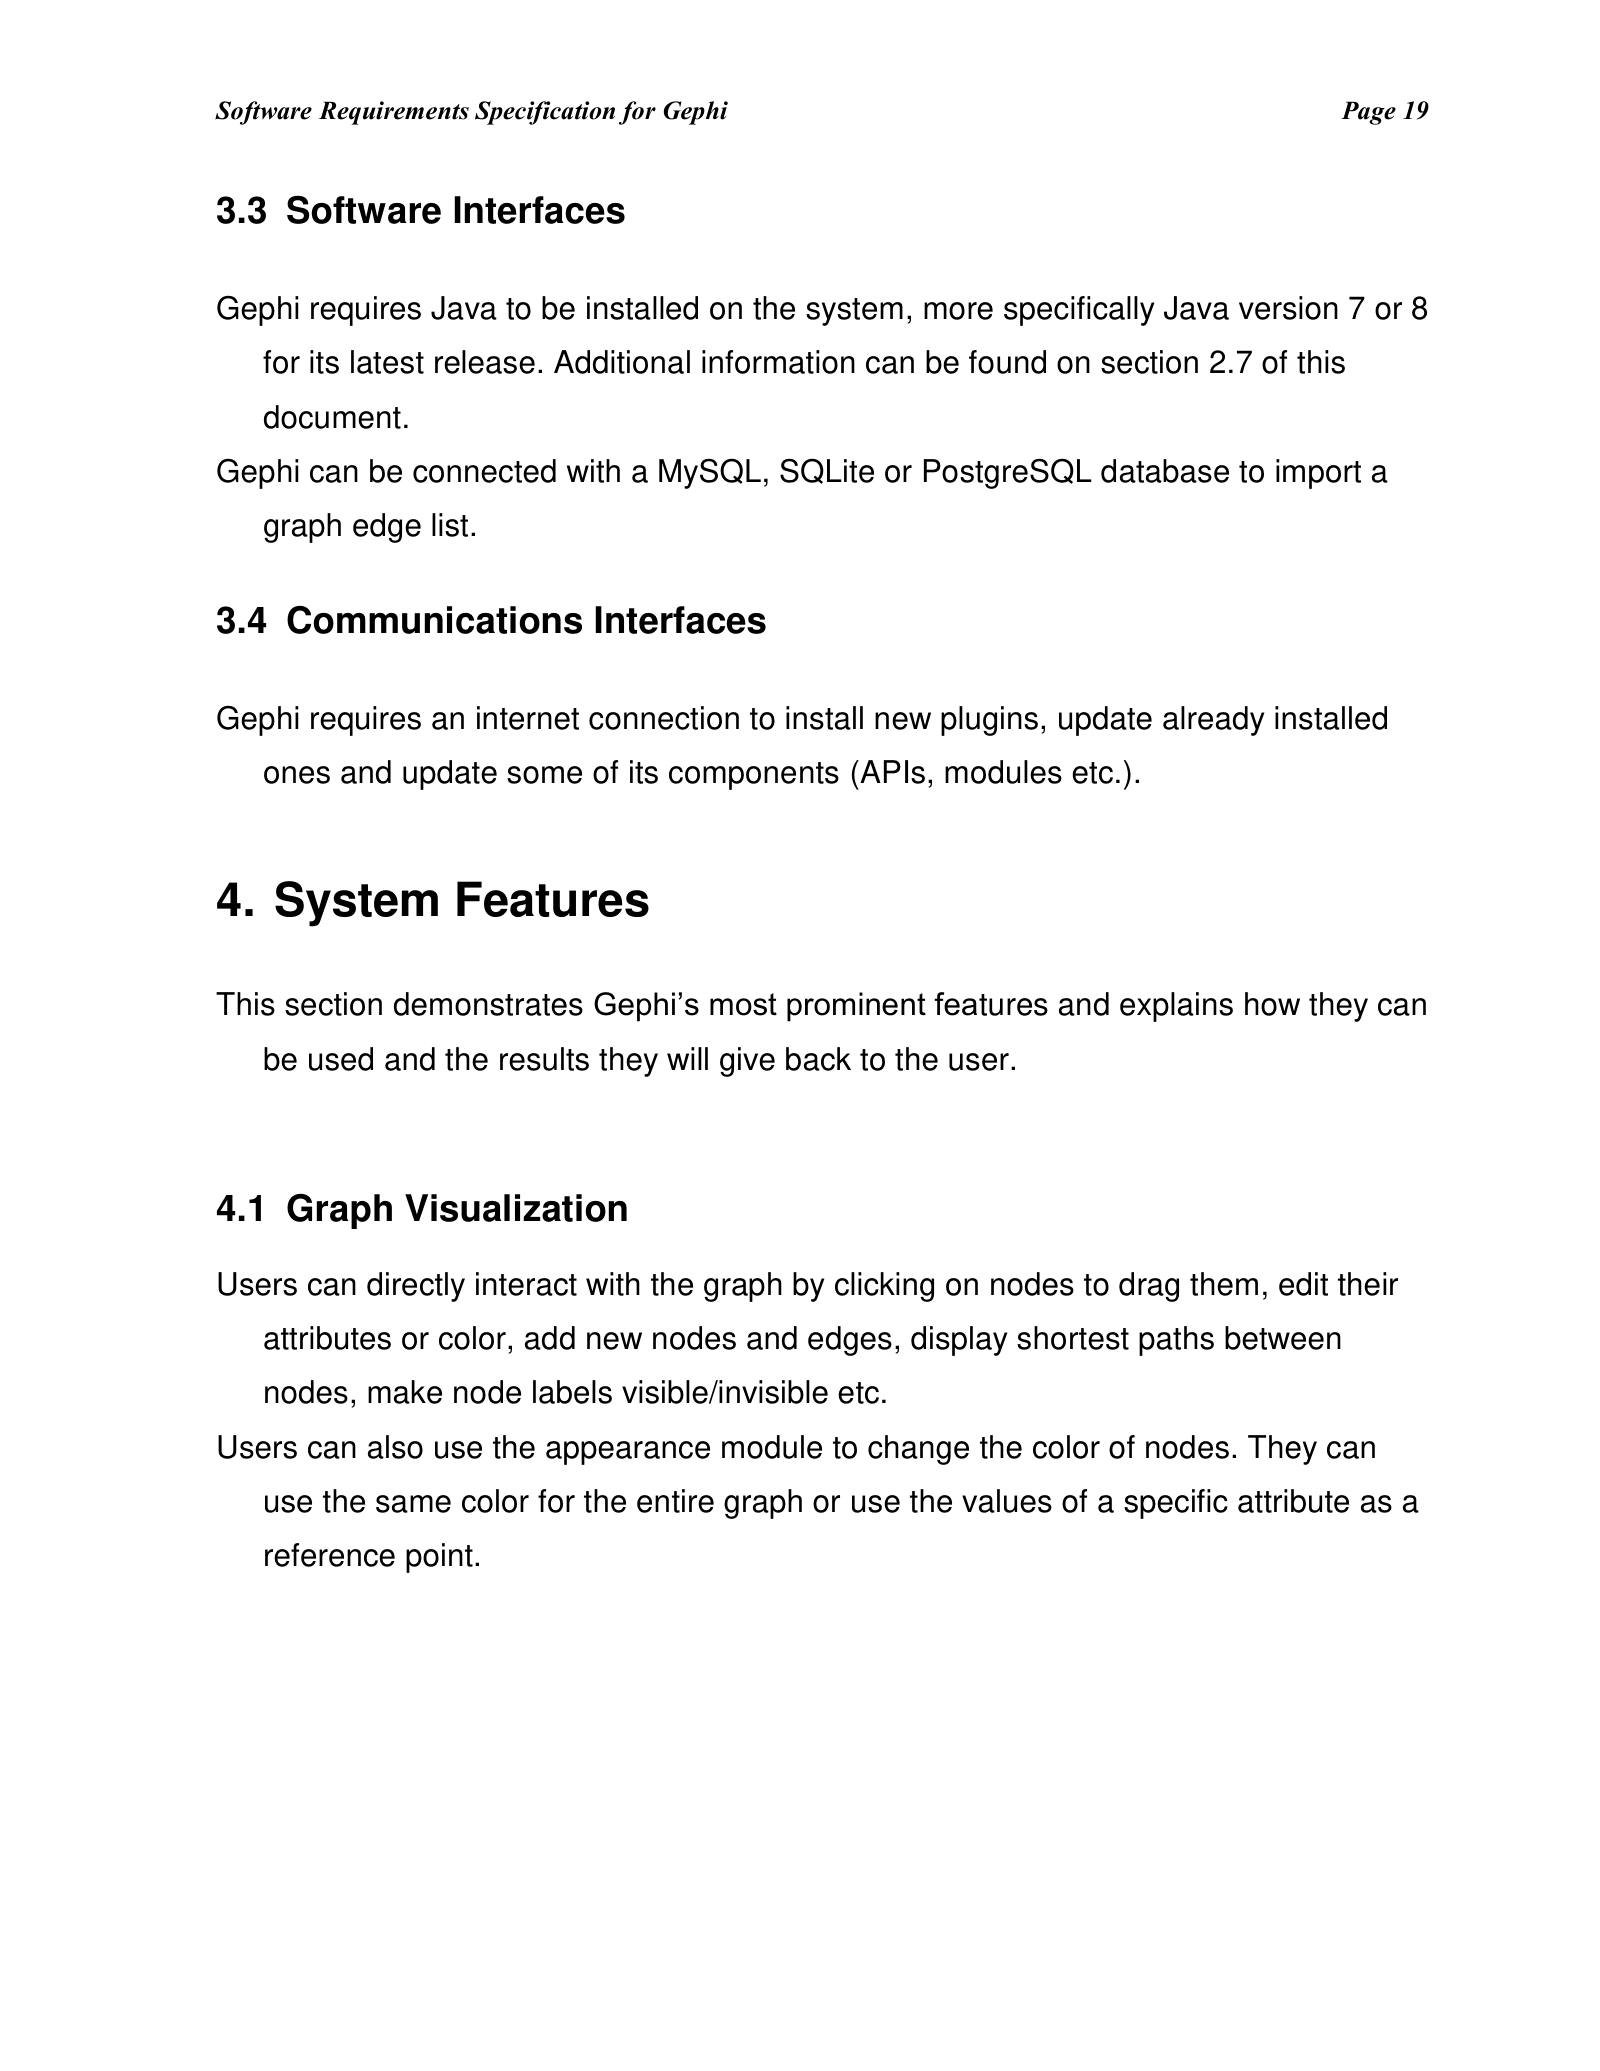 Software Requirements Specification for Gephi Page 19
3.3 Software Interfaces
Gephi requires Java to be installed on the system, more specifically Java version 7 or 8
for its latest release. Additional information can be found on section 2.7 of this
document.
Gephi can be connected with a MySQL, SQLite or PostgreSQL database to import a
graph edge list.
3.4 Communications Interfaces
Gephi requires an internet connection to install new plugins, update already installed
ones and update some of its components (APIs, modules etc.).
4. System Features
This section demonstrates Gephi’s most prominent features and explains how they can
be used and the results they will give back to the user.
4.1 Graph Visualization
Users can directly interact with the graph by clicking on nodes to drag them, edit their
attributes or color, add new nodes and edges, display shortest paths between
nodes, make node labels visible/invisible etc.
Users can also use the appearance module to change the color of nodes. They can
use the same color for the entire graph or use the values of a specific attribute as a
reference point.